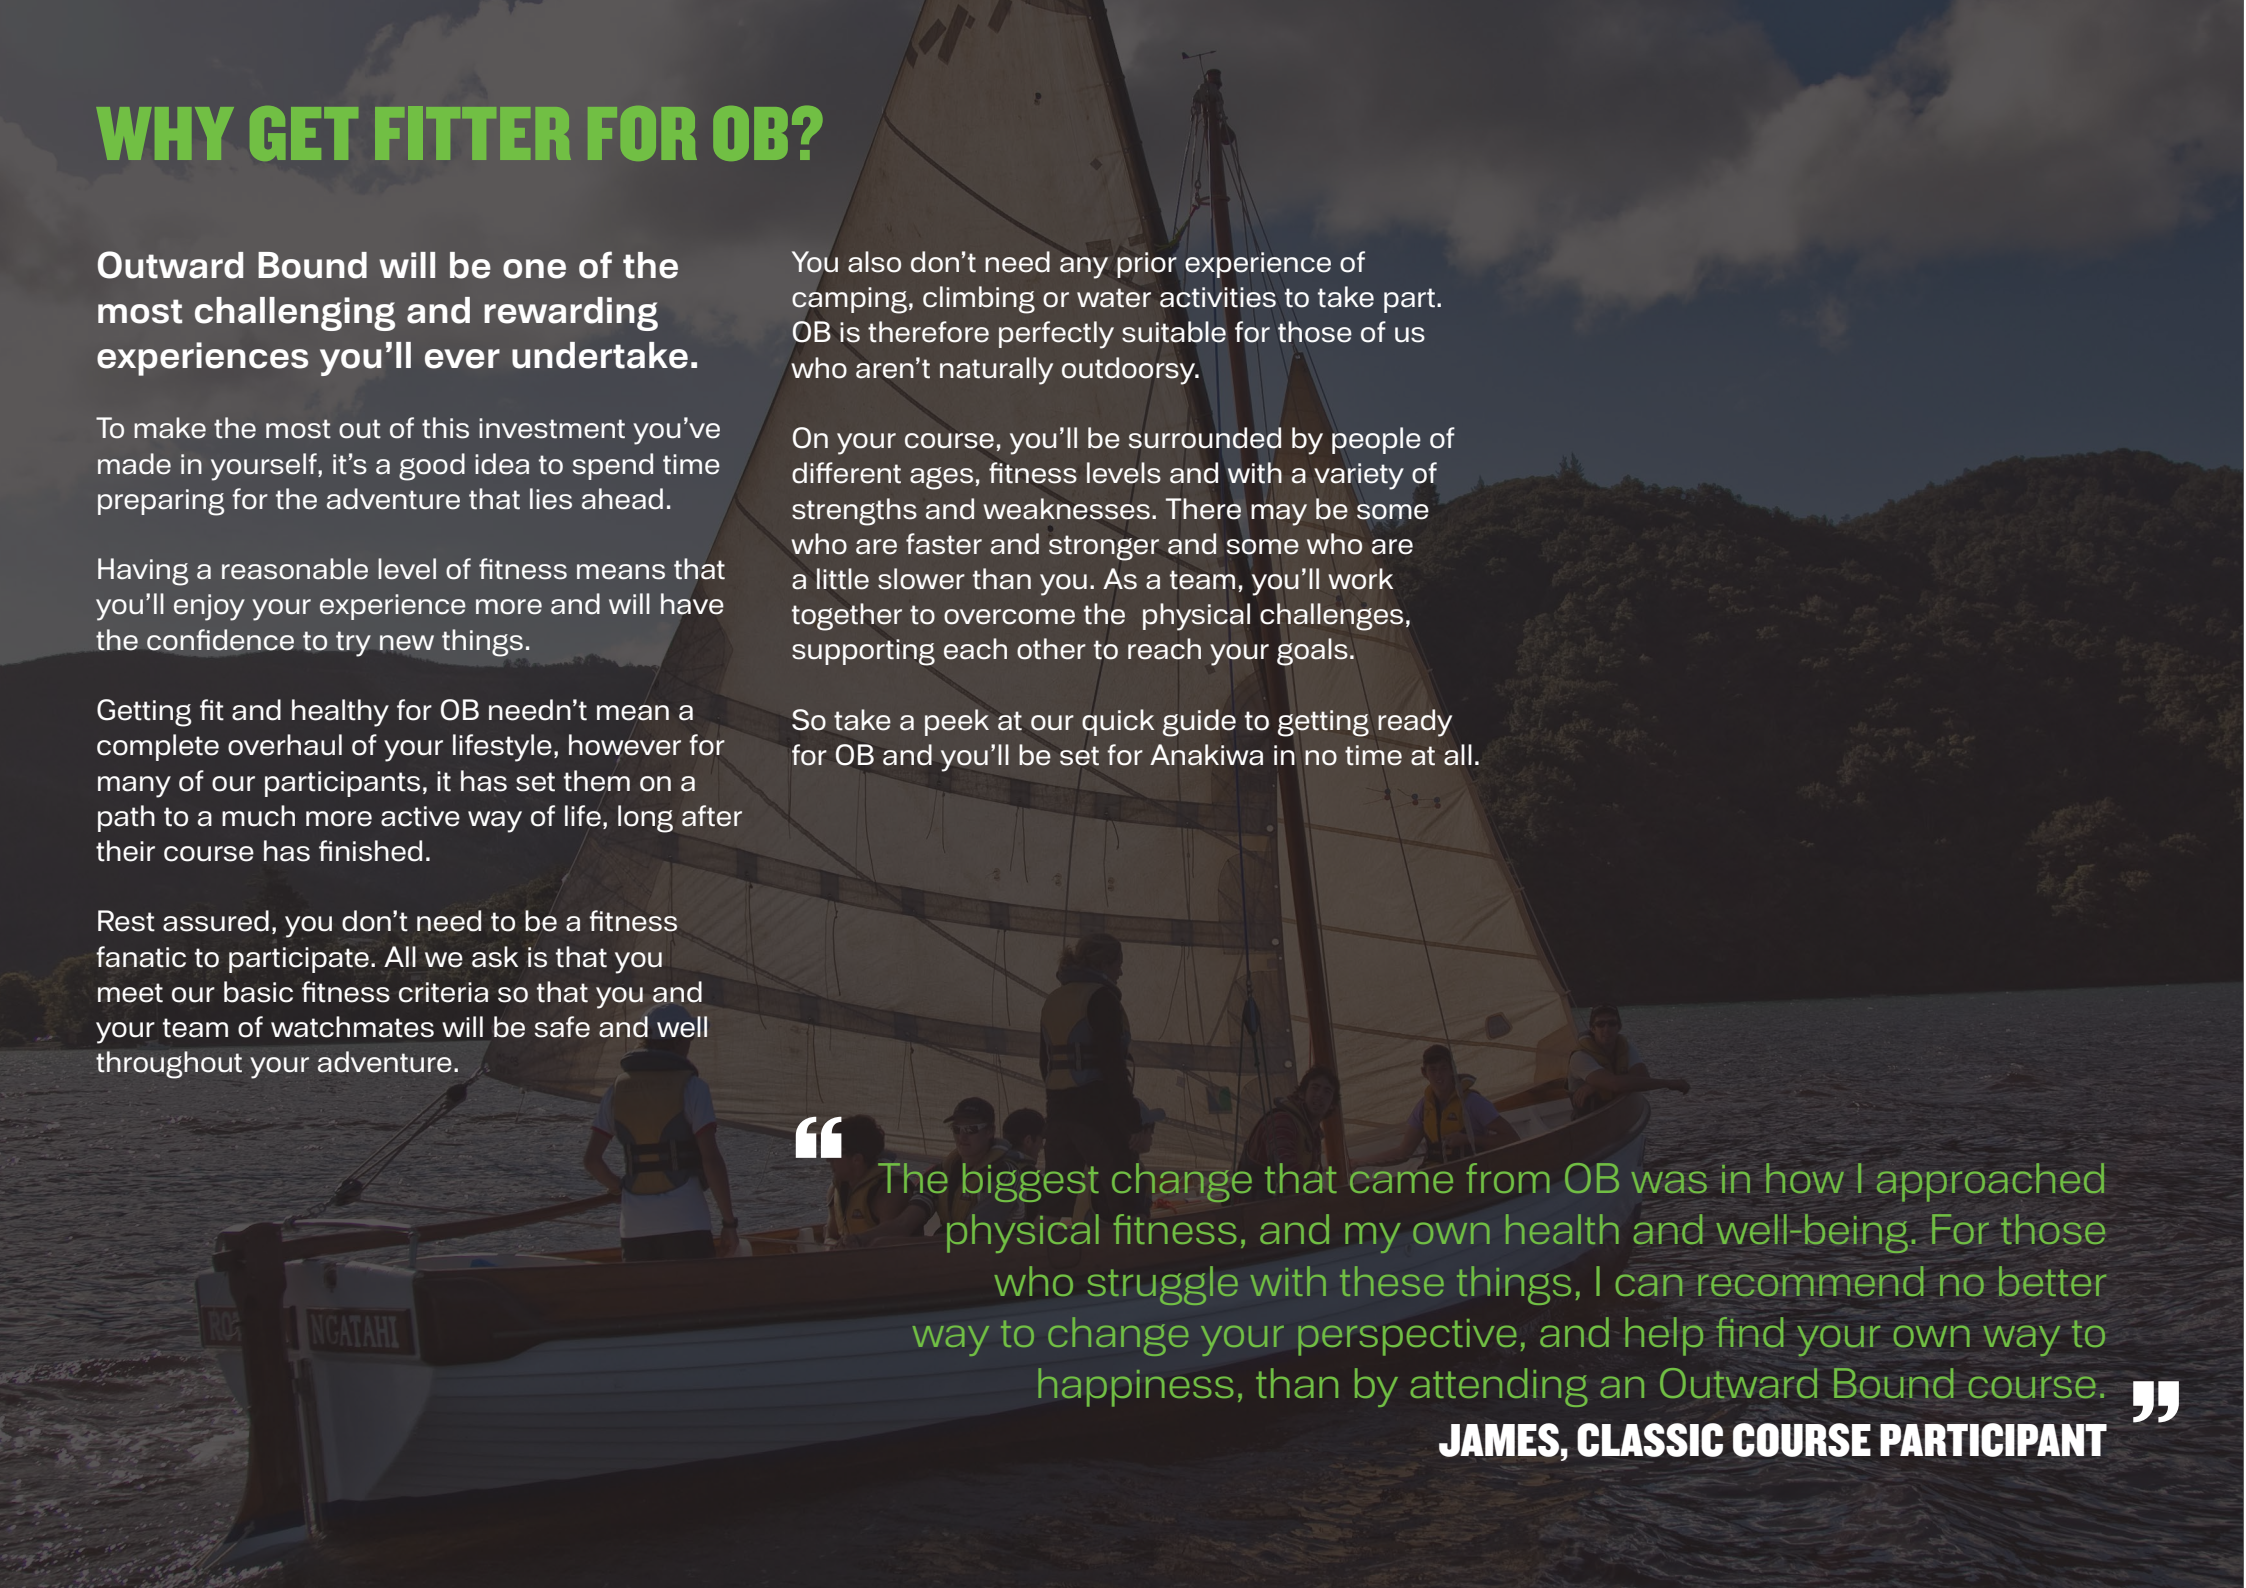 WHY GET FITTER FOR OB?
Outward Bound will be one of the
most challenging and rewarding
experiences you’ll ever undertake.
To make the most out of this investment you’ve
made in yourself, it’s a good idea to spend time
preparing for the adventure that lies ahead.
Having a reasonable level of fitness means that
you’ll enjoy your experience more and will have
the confidence to try new things.
Getting fit and healthy for OB needn’t mean a
complete overhaul of your lifestyle, however for
many of our participants, it has set them on a
path to a much more active way of life, long after
their course has finished.
Rest assured, you don’t need to be a fitness
fanatic to participate. All we ask is that you
meet our basic fitness criteria so that you and
your team of watchmates will be safe and well
throughout your adventure.
You also don’t need any prior experience of
camping, climbing or water activities to take part.
OB is therefore perfectly suitable for those of us
who aren’t naturally outdoorsy.
On your course, you’ll be surrounded by people of
different ages, fitness levels and with a variety of
strengths and weaknesses. There may be some
who are faster and stronger and some who are
a little slower than you. As a team, you’ll work
together to overcome the physical challenges,
supporting each other to reach your goals.
So take a peek at our quick guide to getting ready
for OB and you’ll be set for Anakiwa in no time at all.
“
The biggest change that came from OB was in how I approached
physical fitness, and my own health and well-being. For those
who struggle with these things, I can recommend no better
way to change your perspective, and help find your own way to
happiness, than by attending an Outward Bound course.
”
JAMES, CLASSIC COURSE PARTICIPANT
NGATAHI